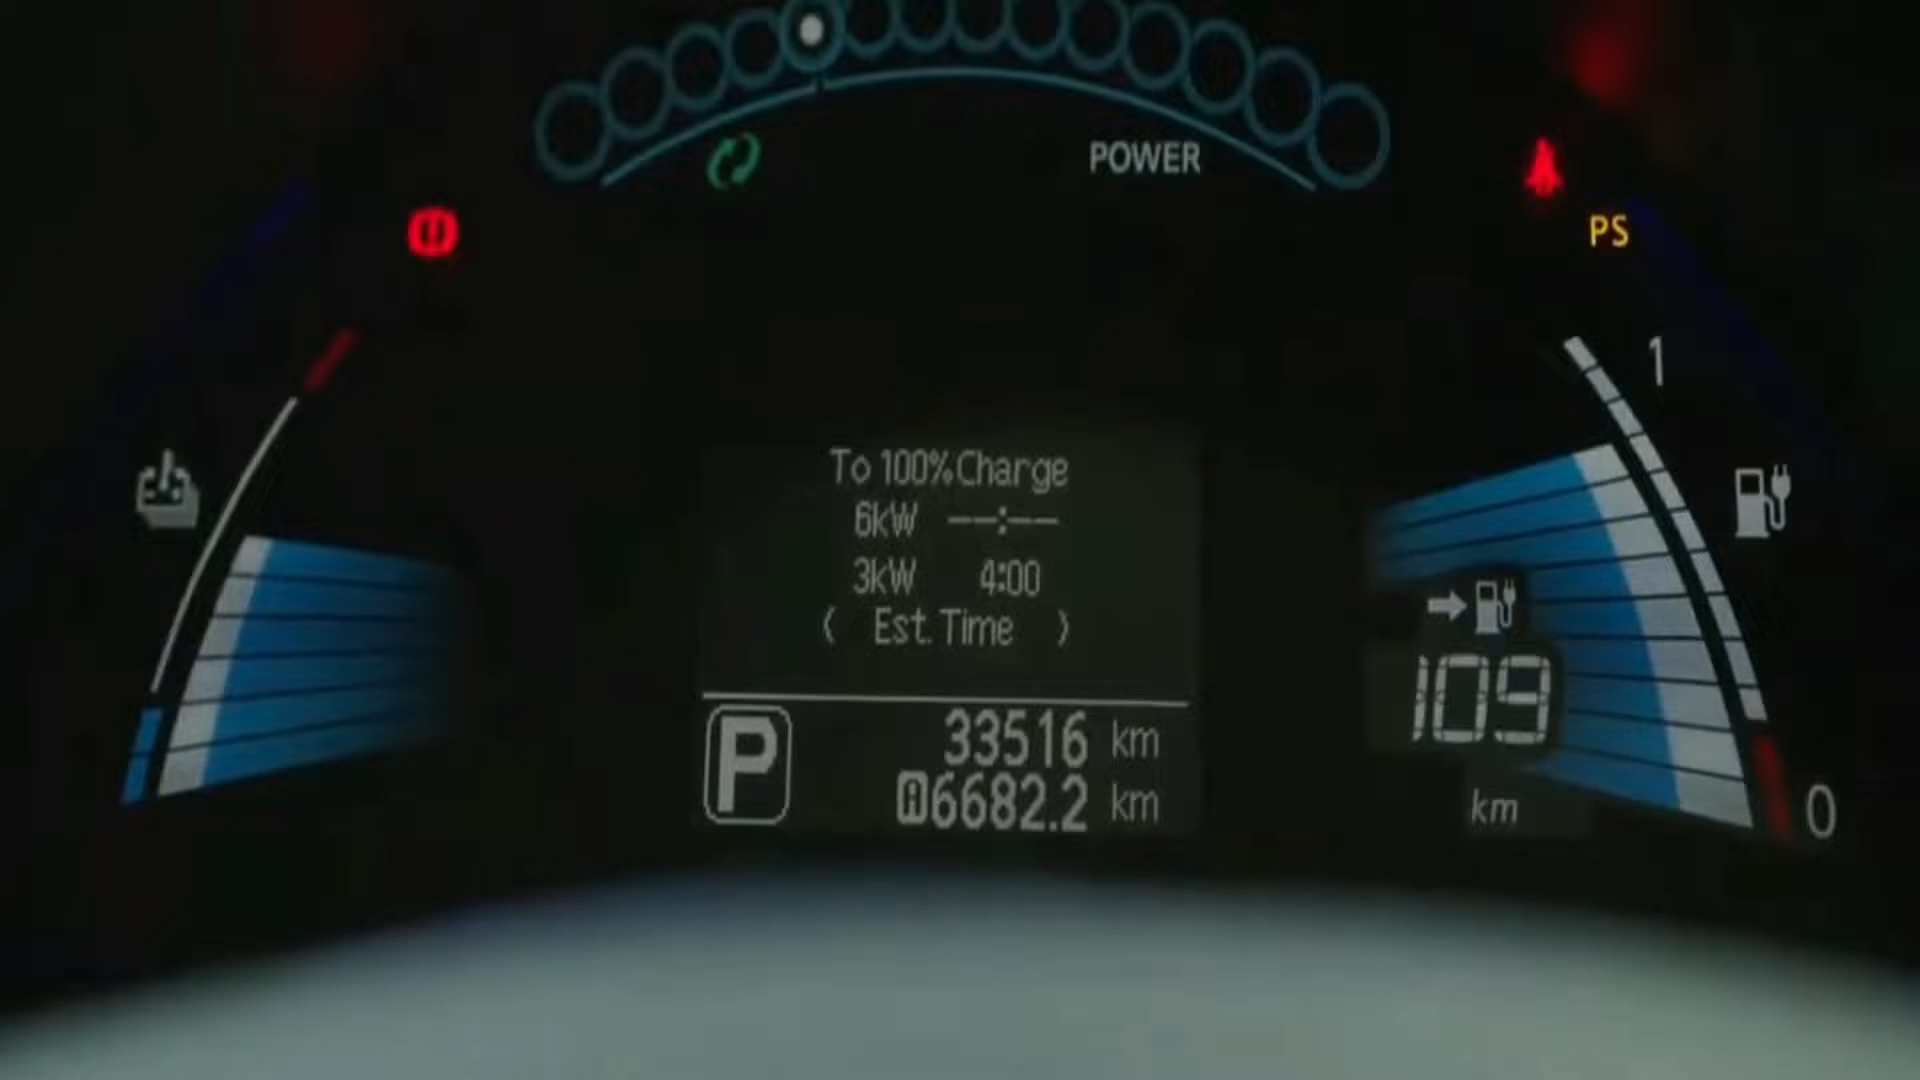 POWER
PS
1
To 100%Charge
6kW --:--
3kW 4:00
( Est. Time )
109
km
P
33516 km
A 6682.2 km
0